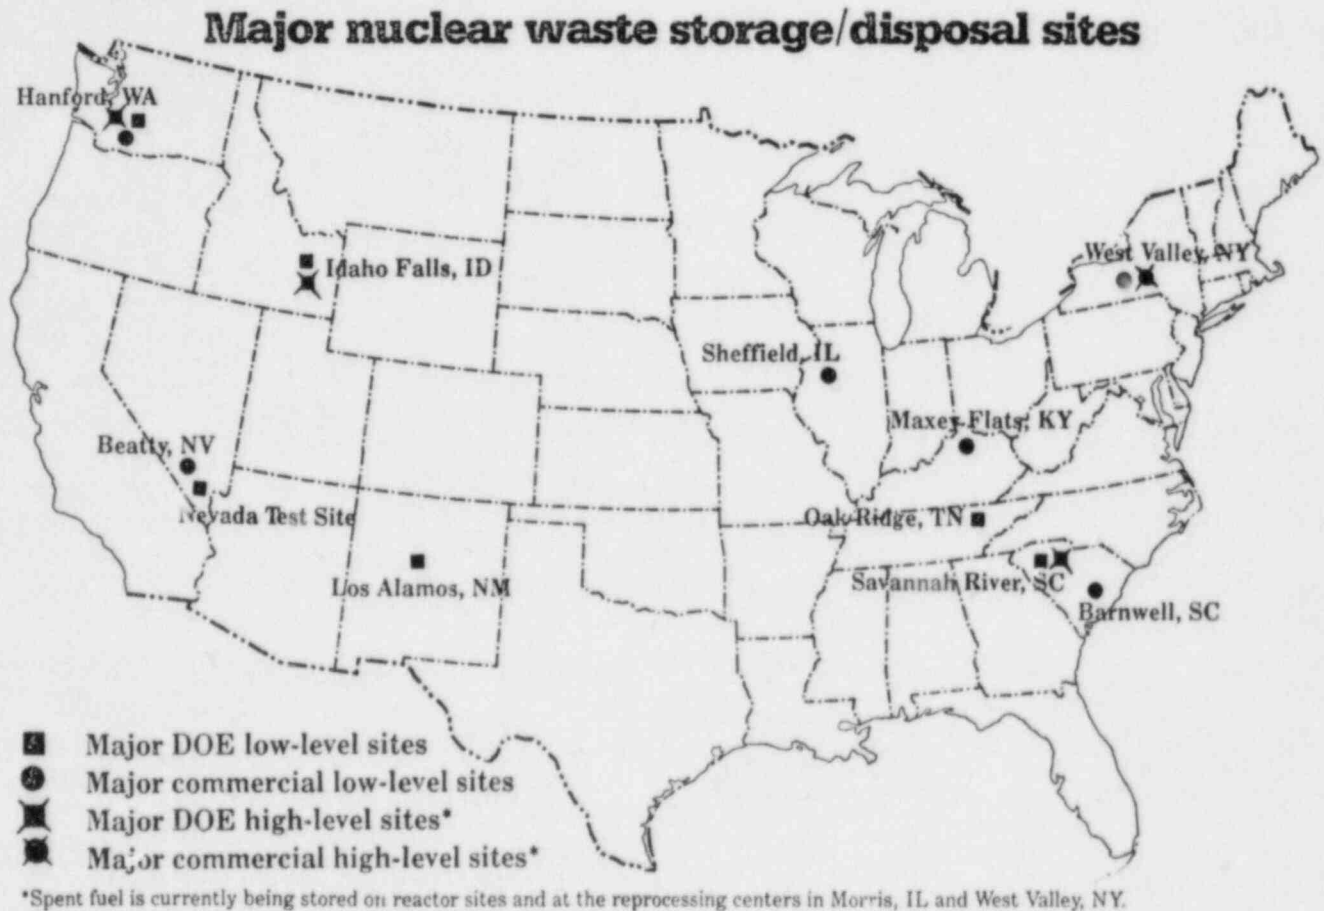 Major nuclear waste storage/disposal sites
Hanford, WA
West Valley, NY
Idaho Falls, ID
Sheffield, IL
Maxey Flats, KY
Beatty, NV
Nevada Test Site
Oak Ridge, TN
Los Alamos, NM
Savannah River, SC
Barnwell, SC
Major DOE low-level sites
Major commercial low-level sites
Major DOE high-level sites*
Major commercial high-level sites*
*Spent fuel is currently being stored on reactor sites and at the reprocessing centers in Morris, IL and West Valley, NY.